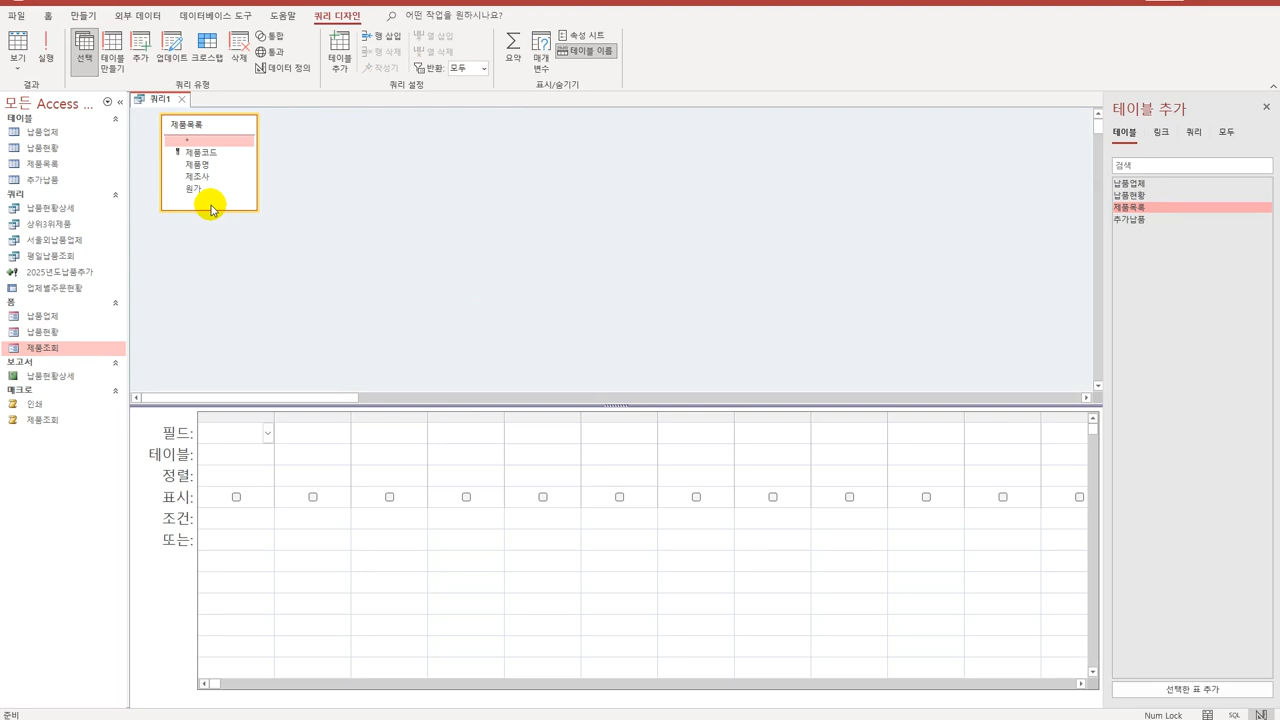 파일 홈 만들기 외부 데이터 데이터베이스 도구 도움말 쿼리 디자인 어떤 작업을 원하시나요?
보기 실행 선택 테이블 만들기 추가 업데이트 크로스탭 삭제 통합 통과 데이터 정의 테이블 추가 행 삽입 행 삭제 작성기 열 삽입 열 삭제 반환: 모두 요약 매개 변수 속성 시트 테이블 이름
결과 쿼리 유형 쿼리 설정 표시/숨기기
모든 Access ...
테이블
납품업체
납품현황
제품목록
추가납품
쿼리
납품현황상세
상위3위제품
서울외납품업체
평일납품조회
2025년도납품추가
업체별주문현황
폼
납품업체
납품현황
제품조회
보고서
납품현황상세
매크로
인쇄
제품조회
쿼리1
제품목록
*
제품코드
제품명
제조사
원가
필드:
테이블:
정렬:
표시:
조건:
또는:
테이블 추가
테이블 링크 쿼리 모두
검색
납품업체
납품현황
제품목록
추가납품
선택한 표 추가
준비 Num Lock SQL